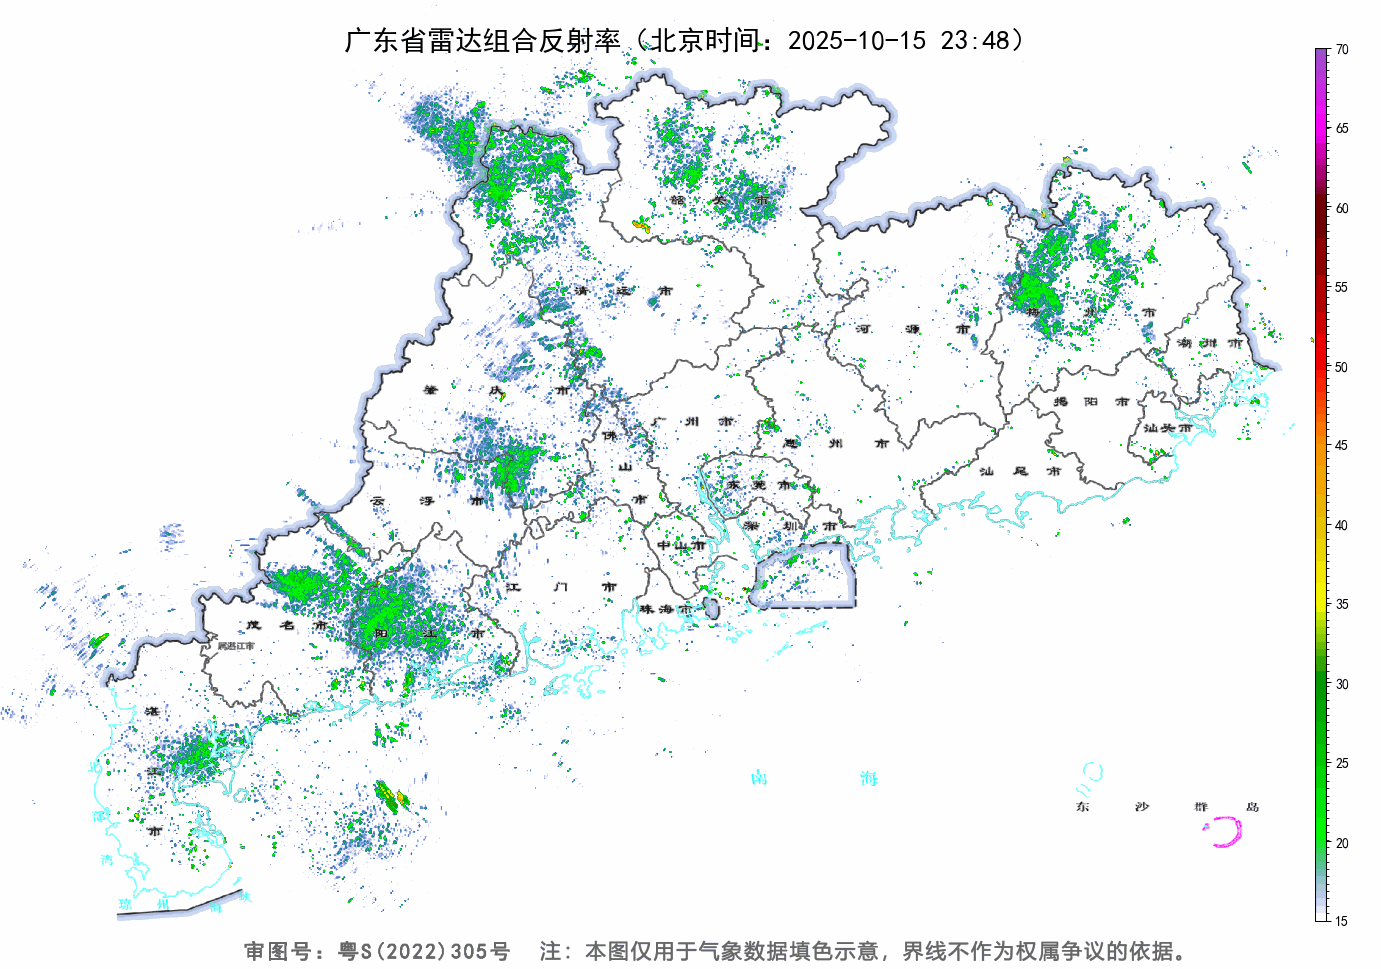 广东省雷达组合反射率（北京时间：2025-10-15 23:48）
70
65
60
55
50
45
40
35
30
25
20
15
韶关市
清远市
河源市
梅州市
潮州市
肇庆市
广州市
揭阳市
汕头市
佛山市
惠州市
汕尾市
云浮市
东莞市
深圳市
中山市
江门市
珠海市
茂名市
阳江市
属湛江市
湛江市
北部湾
南海
东沙群岛
琼州海峡
审图号：粤S(2022)305号 注：本图仅用于气象数据填色示意，界线不作为权属争议的依据。